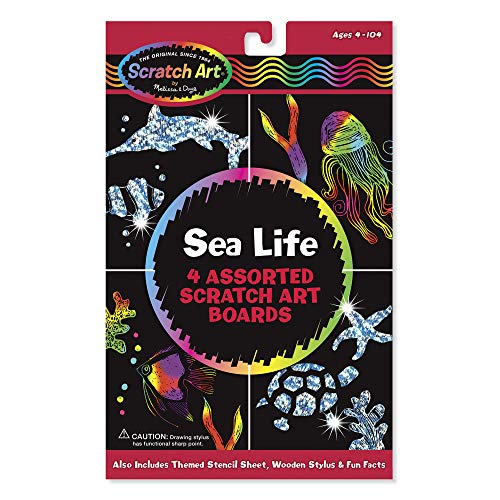 Ages 4-104
THE ORIGINAL SINCE 1984
Scratch Art
by
Melissa & Doug
Sea Life
4 ASSORTED
SCRATCH ART
BOARDS
⚠CAUTION: Drawing stylus
has functional sharp point.
Also Includes Themed Stencil Sheet, Wooden Stylus & Fun Facts